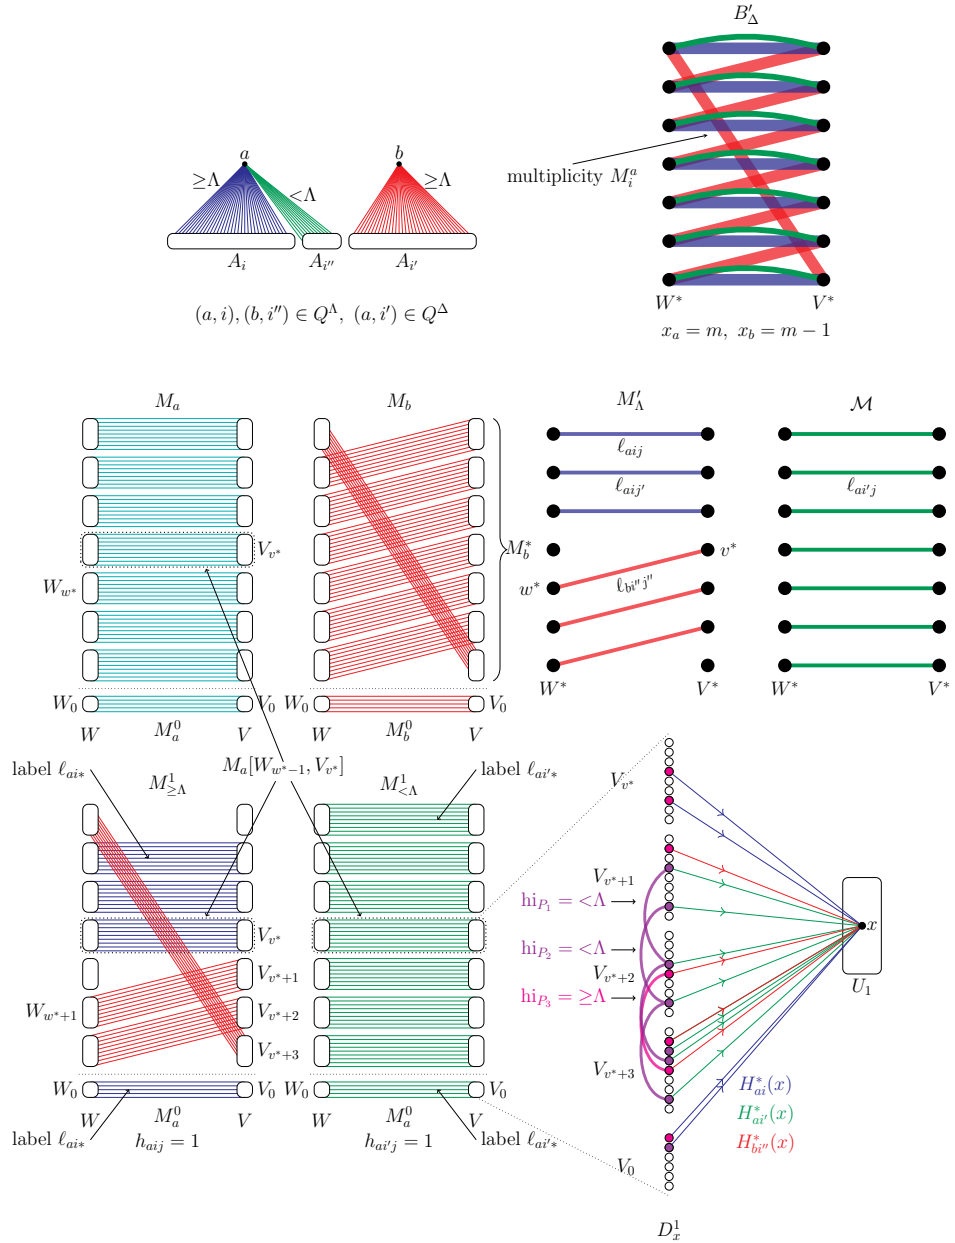 B′_Δ
a
b
≥Λ
<Λ
≥Λ
multiplicity M_i^a
A_i
A_{i″}
A_{i′}
(a, i), (b, i″) ∈ Q^Λ, (a, i′) ∈ Q^Δ
W*
V*
x_a = m, x_b = m − 1
M_a
M_b
M′_Λ
ℳ
ℓ_{aij}
ℓ_{aij′}
ℓ_{ai′j}
V_{v*}
M_b^*
v*
W_{w*}
w*
ℓ_{bi″j″}
W_0
V_0
W_0
V_0
W*
V*
W*
V*
W
M_a^0
V
W
M_b^0
V
label ℓ_{ai*}
M^1_{≥Λ}
M_a[W_{w*−1}, V_{v*}]
M^1_{<Λ}
label ℓ_{ai′*}
V_{v*}
V_{v*+1}
hi_{P_1} = <Λ
V_{v*}
x
V_{v*+1}
hi_{P_2} = <Λ
V_{v*+2}
W_{w*+1}
V_{v*+2}
hi_{P_3} = ≥Λ
U_1
V_{v*+3}
V_{v*+3}
W_0
V_0
W_0
V_0
H^*_{ai}(x)
W
M_a^0
V
W
M_a^0
V
H^*_{ai′}(x)
label ℓ_{ai*}
h_{aij} = 1
h_{ai′j} = 1
label ℓ_{ai′*}
H^*_{bi″}(x)
V_0
D_x^1